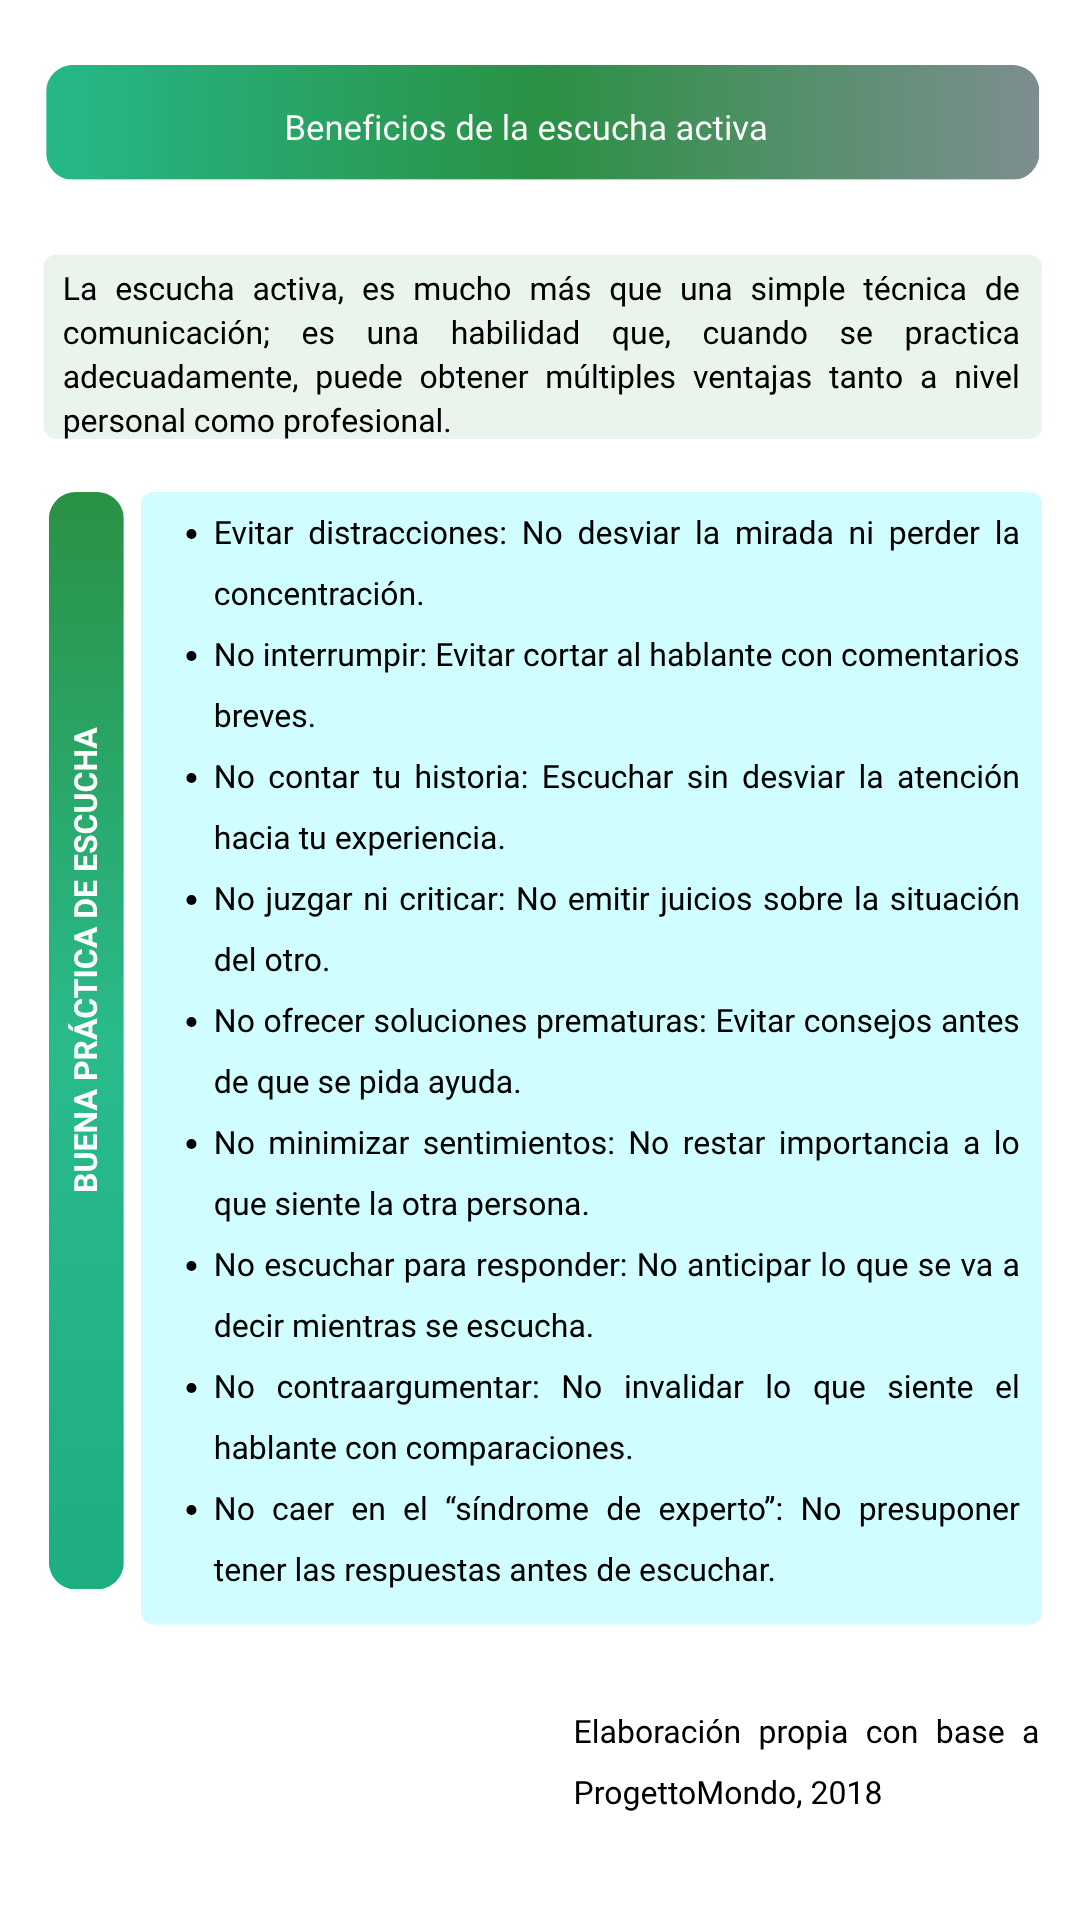 Beneficios de la escucha activa
La escucha activa, es mucho más que una simple técnica de
comunicación; es una habilidad que, cuando se practica
adecuadamente, puede obtener múltiples ventajas tanto a nivel
personal como profesional.
BUENA PRÁCTICA DE ESCUCHA
• Evitar distracciones: No desviar la mirada ni perder la
concentración.
• No interrumpir: Evitar cortar al hablante con comentarios
breves.
• No contar tu historia: Escuchar sin desviar la atención
hacia tu experiencia.
• No juzgar ni criticar: No emitir juicios sobre la situación
del otro.
• No ofrecer soluciones prematuras: Evitar consejos antes
de que se pida ayuda.
• No minimizar sentimientos: No restar importancia a lo
que siente la otra persona.
• No escuchar para responder: No anticipar lo que se va a
decir mientras se escucha.
• No contraargumentar: No invalidar lo que siente el
hablante con comparaciones.
• No caer en el “síndrome de experto”: No presuponer
tener las respuestas antes de escuchar.
Elaboración propia con base a
ProgettoMondo, 2018